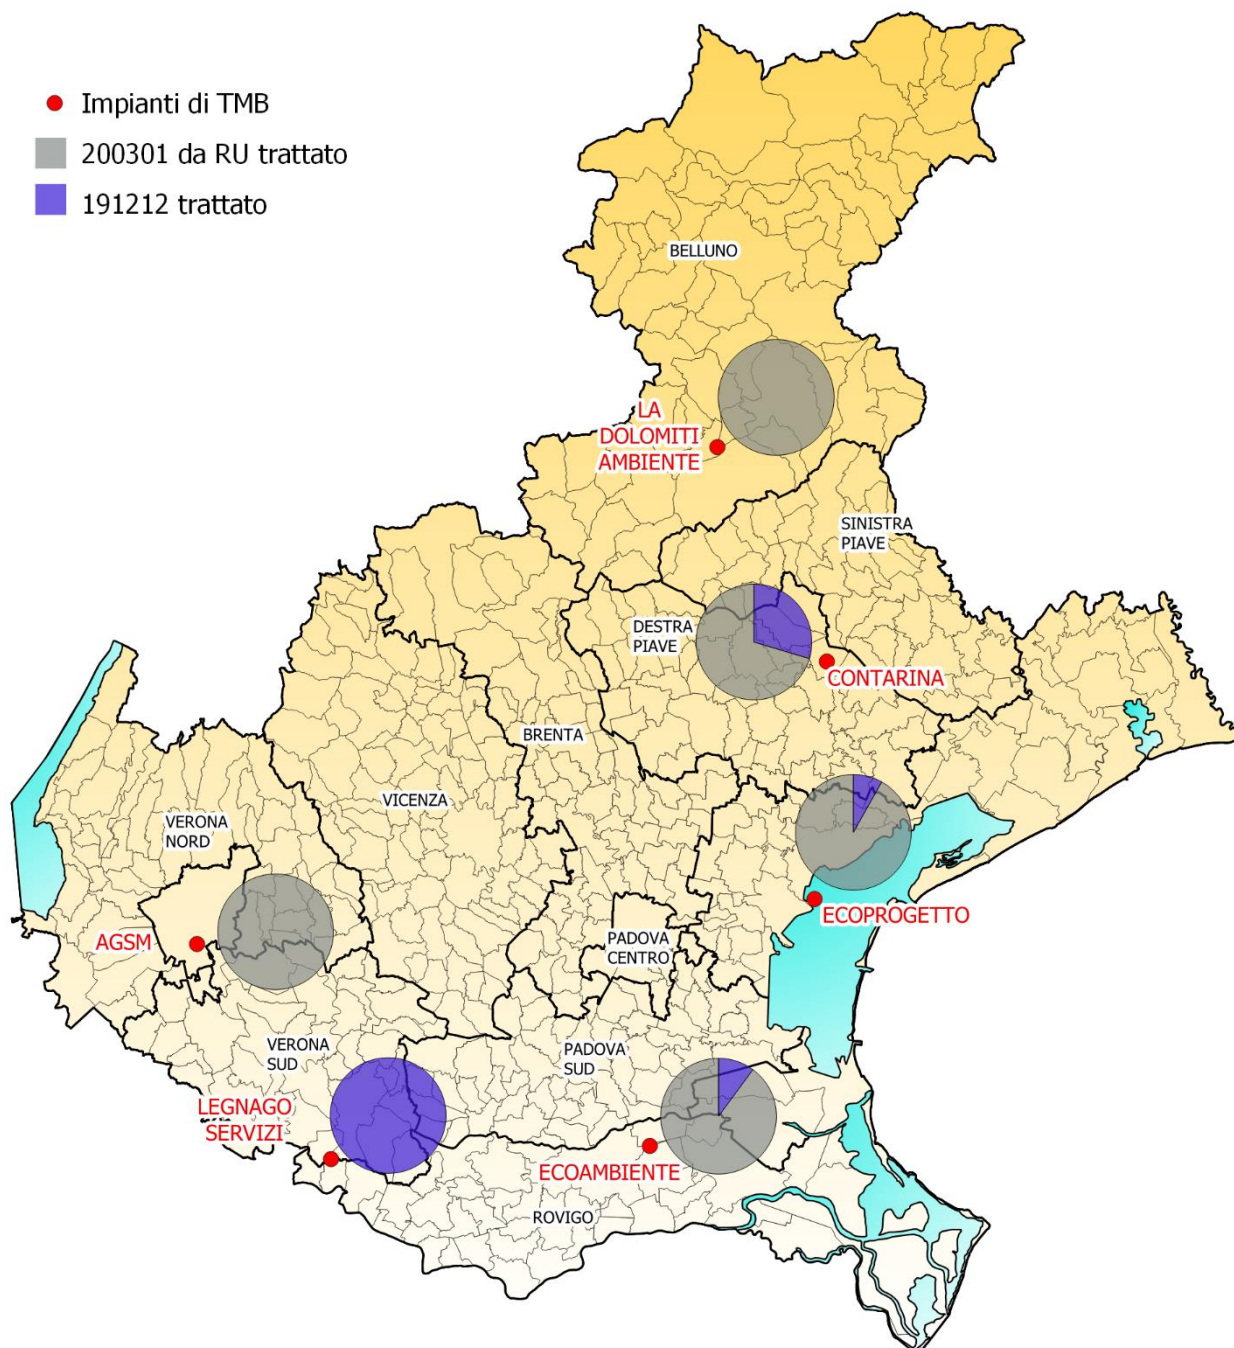 Impianti di TMB
200301 da RU trattato
191212 trattato
BELLUNO
LA
DOLOMITI
AMBIENTE
SINISTRA
PIAVE
DESTRA
PIAVE
CONTARINA
BRENTA
VICENZA
VERONA
NORD
ECOPROGETTO
AGSM
PADOVA
CENTRO
VERONA
SUD
PADOVA
SUD
LEGNAGO
SERVIZI
ECOAMBIENTE
ROVIGO